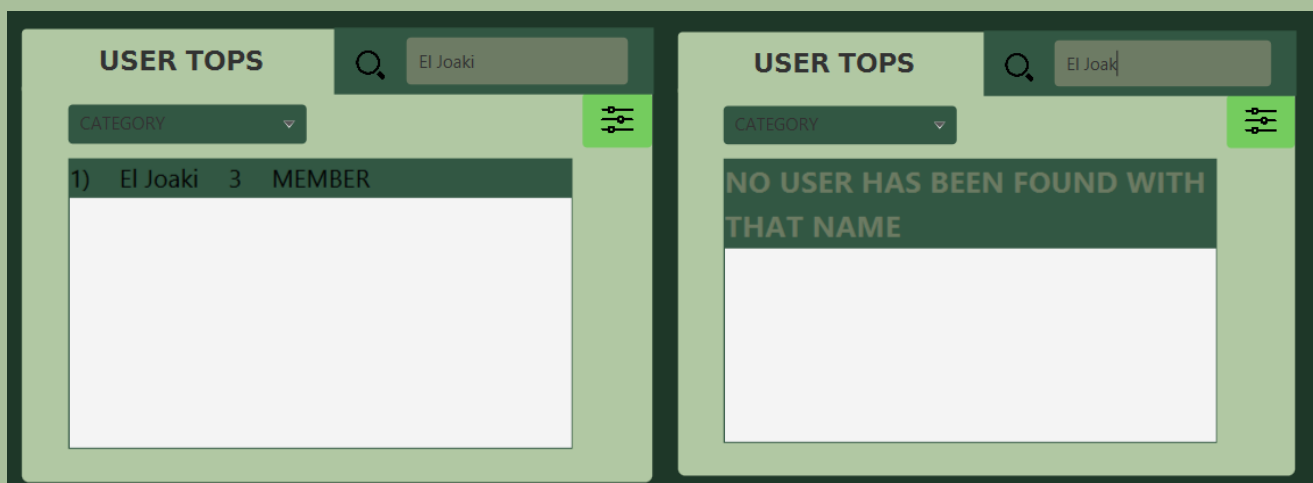 USER TOPS
El Joaki
CATEGORY
1) El Joaki 3 MEMBER
USER TOPS
El Joak
CATEGORY
NO USER HAS BEEN FOUND WITH
THAT NAME